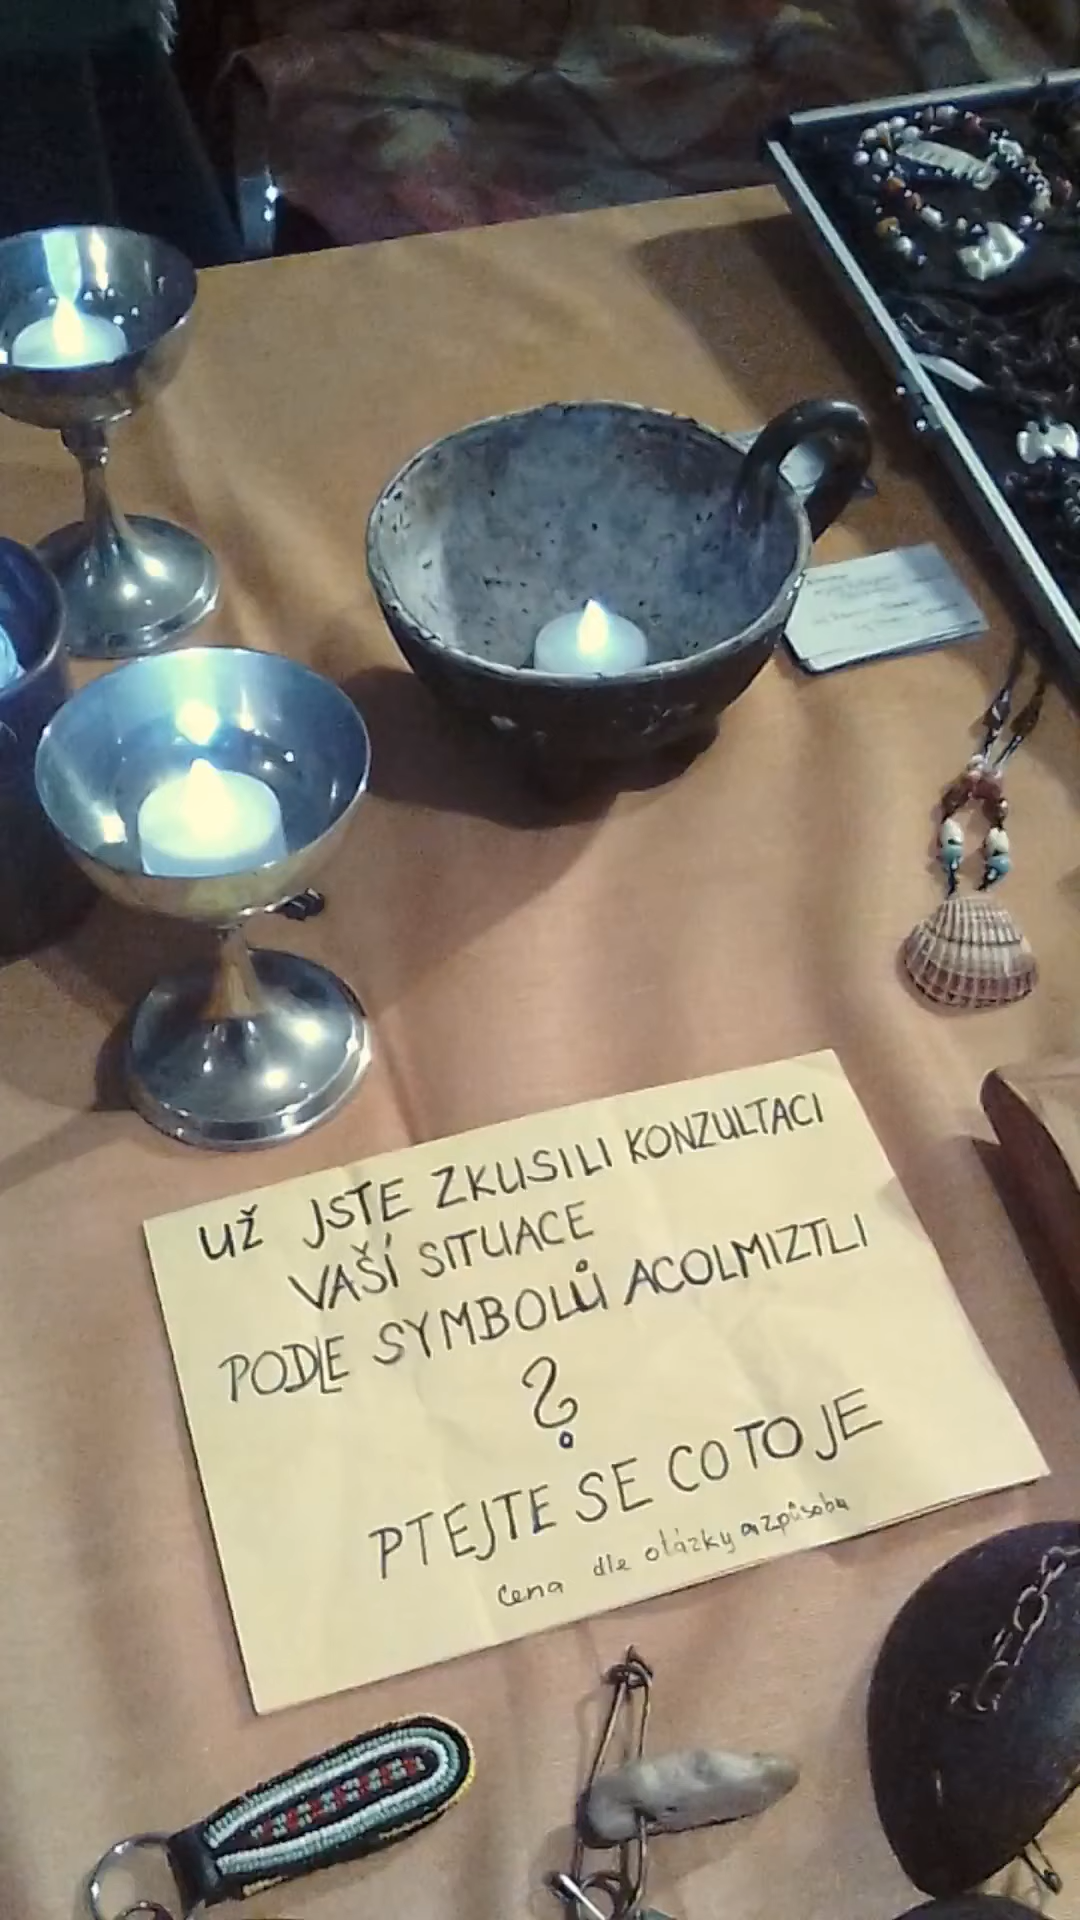 UŽ JSTE ZKUSILI KONZULTACI
VAŠÍ SITUACE
PODLE SYMBOLŮ ACOLMIZTLI
?
PTEJTE SE CO TO JE
Cena dle otázky a způsobu